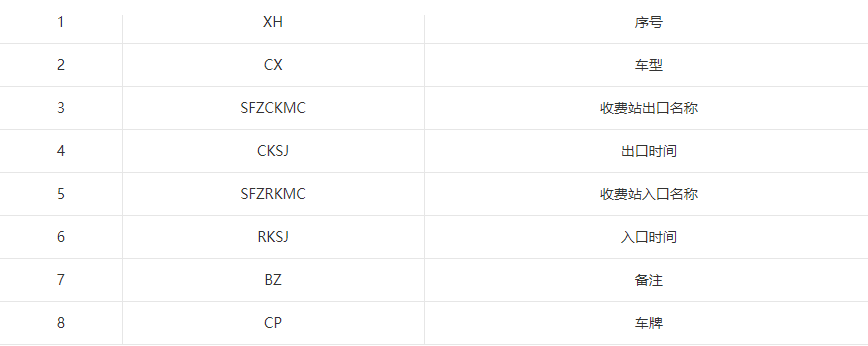 1 XH 序号
2 CX 车型
3 SFZCKMC 收费站出口名称
4 CKSJ 出口时间
5 SFZRKMC 收费站入口名称
6 RKSJ 入口时间
7 BZ 备注
8 CP 车牌